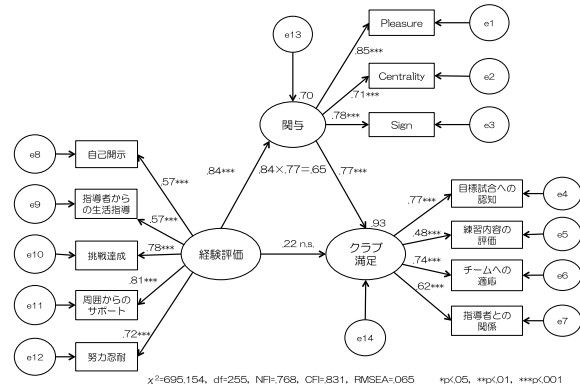 e13
Pleasure
e1
.85***
Centrality
e2
.70
.71***
関与
.78***
Sign
e3
e8
自己開示
.57***
.84***
.84×.77=.65
.77***
目標試合への
認知
e4
.77***
e9
指導者から
の生活指導
.57***
.93
.48***
練習内容の
評価
e5
e10
挑戦達成
.78***
経験評価
.22 n.s.
クラブ
満足
.74***
チームへの
適応
e6
e11
周囲からの
サポート
.81***
.62***
指導者との
関係
e7
e12
努力忍耐
.72***
e14
χ²=695.154, df=255, NFI=.768, CFI=.831, RMSEA=.065 *p<.05, **p<.01, ***p<.001